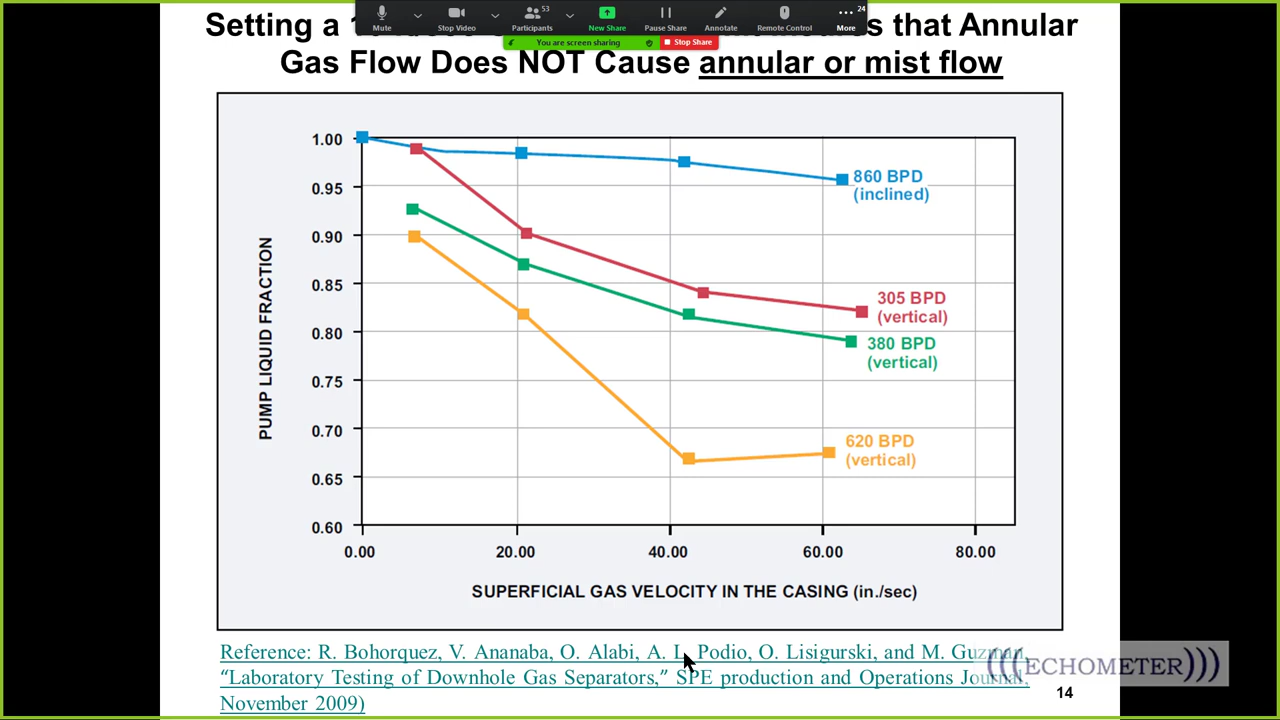 Mute
Stop Video
Participants
53
New Share
Pause Share
Annotate
Remote Control
More
24
You are screen sharing
Stop Share
Setting a that Annular
Gas Flow Does NOT Cause annular or mist flow
1.00
0.95
0.90
0.85
0.80
0.75
0.70
0.65
0.60
PUMP LIQUID FRACTION
860 BPD
(inclined)
305 BPD
(vertical)
380 BPD
(vertical)
620 BPD
(vertical)
0.00
20.00
40.00
60.00
80.00
SUPERFICIAL GAS VELOCITY IN THE CASING (in./sec)
Reference: R. Bohorquez, V. Ananaba, O. Alabi, A. L. Podio, O. Lisigurski, and M. Guzman,
“Laboratory Testing of Downhole Gas Separators,” SPE production and Operations Journal,
November 2009)
(((ECHOMETER)))
14